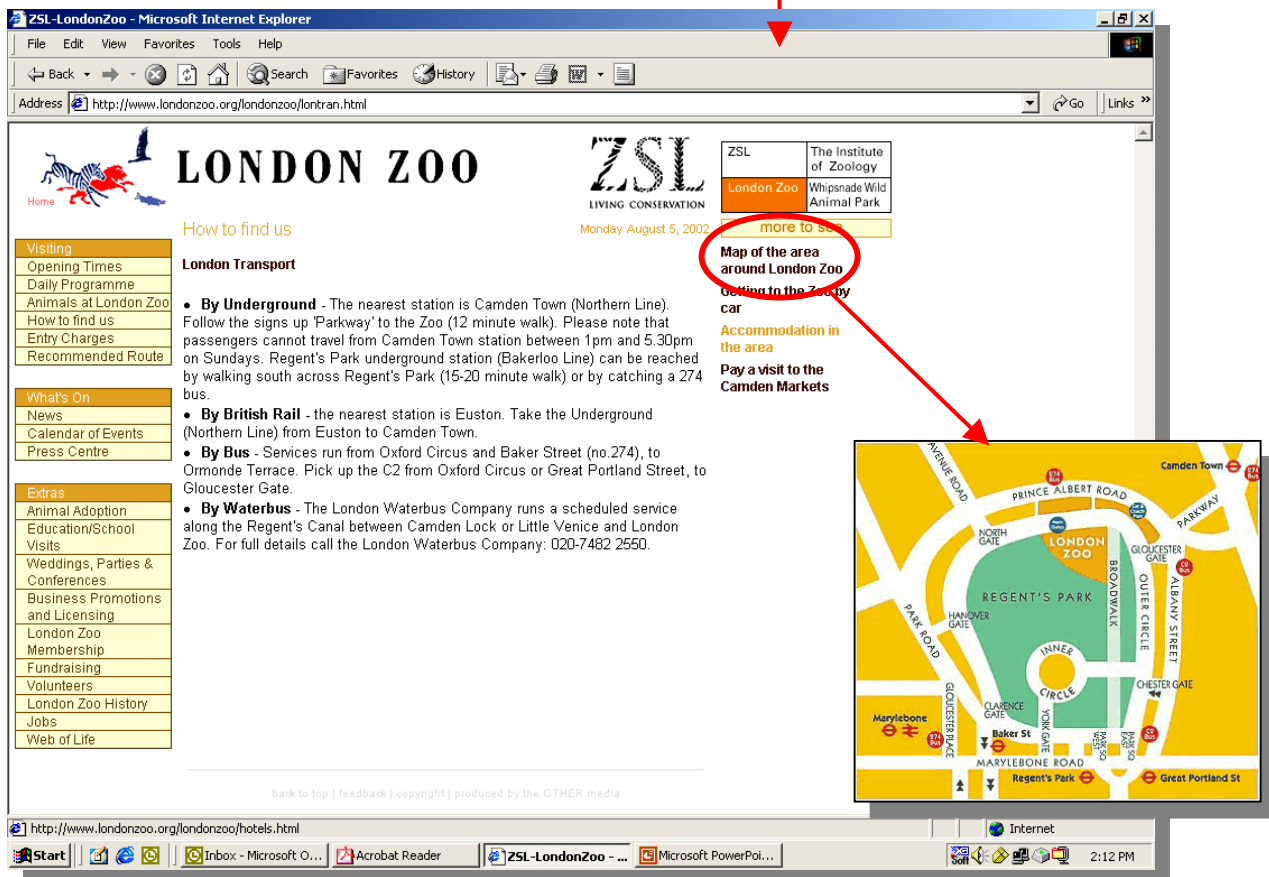 ZSL-LondonZoo - Microsoft Internet Explorer
File Edit View Favorites Tools Help
Back Search Favorites History
Address http://www.londonzoo.org/londonzoo/lontran.html Go Links »
Home
LONDON ZOO
ZSL
LIVING CONSERVATION
ZSL The Institute of Zoology
London Zoo Whipsnade Wild Animal Park
How to find us
Monday August 5, 2002
more to see
Visiting
Opening Times
Daily Programme
Animals at London Zoo
How to find us
Entry Charges
Recommended Route
What's On
News
Calendar of Events
Press Centre
Extras
Animal Adoption
Education/School
Visits
Weddings, Parties &
Conferences
Business Promotions
and Licensing
London Zoo
Membership
Fundraising
Volunteers
London Zoo History
Jobs
Web of Life
London Transport
• By Underground - The nearest station is Camden Town (Northern Line).
Follow the signs up 'Parkway' to the Zoo (12 minute walk). Please note that
passengers cannot travel from Camden Town station between 1pm and 5.30pm
on Sundays. Regent's Park underground station (Bakerloo Line) can be reached
by walking south across Regent's Park (15-20 minute walk) or by catching a 274
bus.
• By British Rail - the nearest station is Euston. Take the Underground
(Northern Line) from Euston to Camden Town.
• By Bus - Services run from Oxford Circus and Baker Street (no.274), to
Ormonde Terrace. Pick up the C2 from Oxford Circus or Great Portland Street, to
Gloucester Gate.
• By Waterbus - The London Waterbus Company runs a scheduled service
along the Regent's Canal between Camden Lock or Little Venice and London
Zoo. For full details call the London Waterbus Company: 020-7482 2550.
Map of the area
around London Zoo
Getting to the Zoo by
car
Accommodation in
the area
Pay a visit to the
Camden Markets
AVENUE ROAD
274 Bus
Camden Town
274 Bus
PRINCE ALBERT ROAD
PARKWAY
NORTH
GATE
LONDON
ZOO
GLOUCESTER
GATE
C2 Bus
BROADWALK
OUTER CIRCLE
ALBANY STREET
REGENT'S PARK
PARK ROAD
HANOVER
GATE
INNER
CIRCLE
CHESTER GATE
GLOUCESTER PLACE
CLARENCE
GATE
YORK GATE
Marylebone
274 Bus
Baker St
PARK SQ
WEST
PARK SQ
EAST
C2 Bus
MARYLEBONE ROAD
Regent's Park
Great Portland St
back to top | feedback | copyright | produced by the OTHER media
http://www.londonzoo.org/londonzoo/hotels.html Internet
Start Inbox - Microsoft O... Acrobat Reader ZSL-LondonZoo - ... Microsoft PowerPoi... 2:12 PM